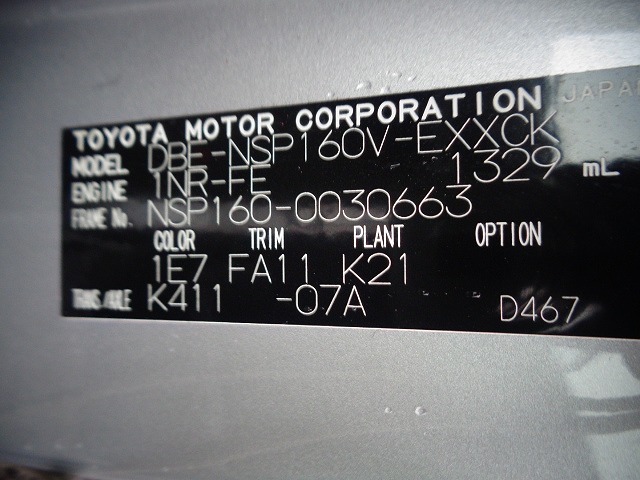 TOYOTA MOTOR CORPORATION JAPAN
MODEL DBE-NSP160V-EXXCK
ENGINE 1NR-FE 1329 mL
FRAME No. NSP160-0030663
COLOR TRIM PLANT OPTION
1E7 FA11 K21
TRANS/AXLE K411 -07A D467